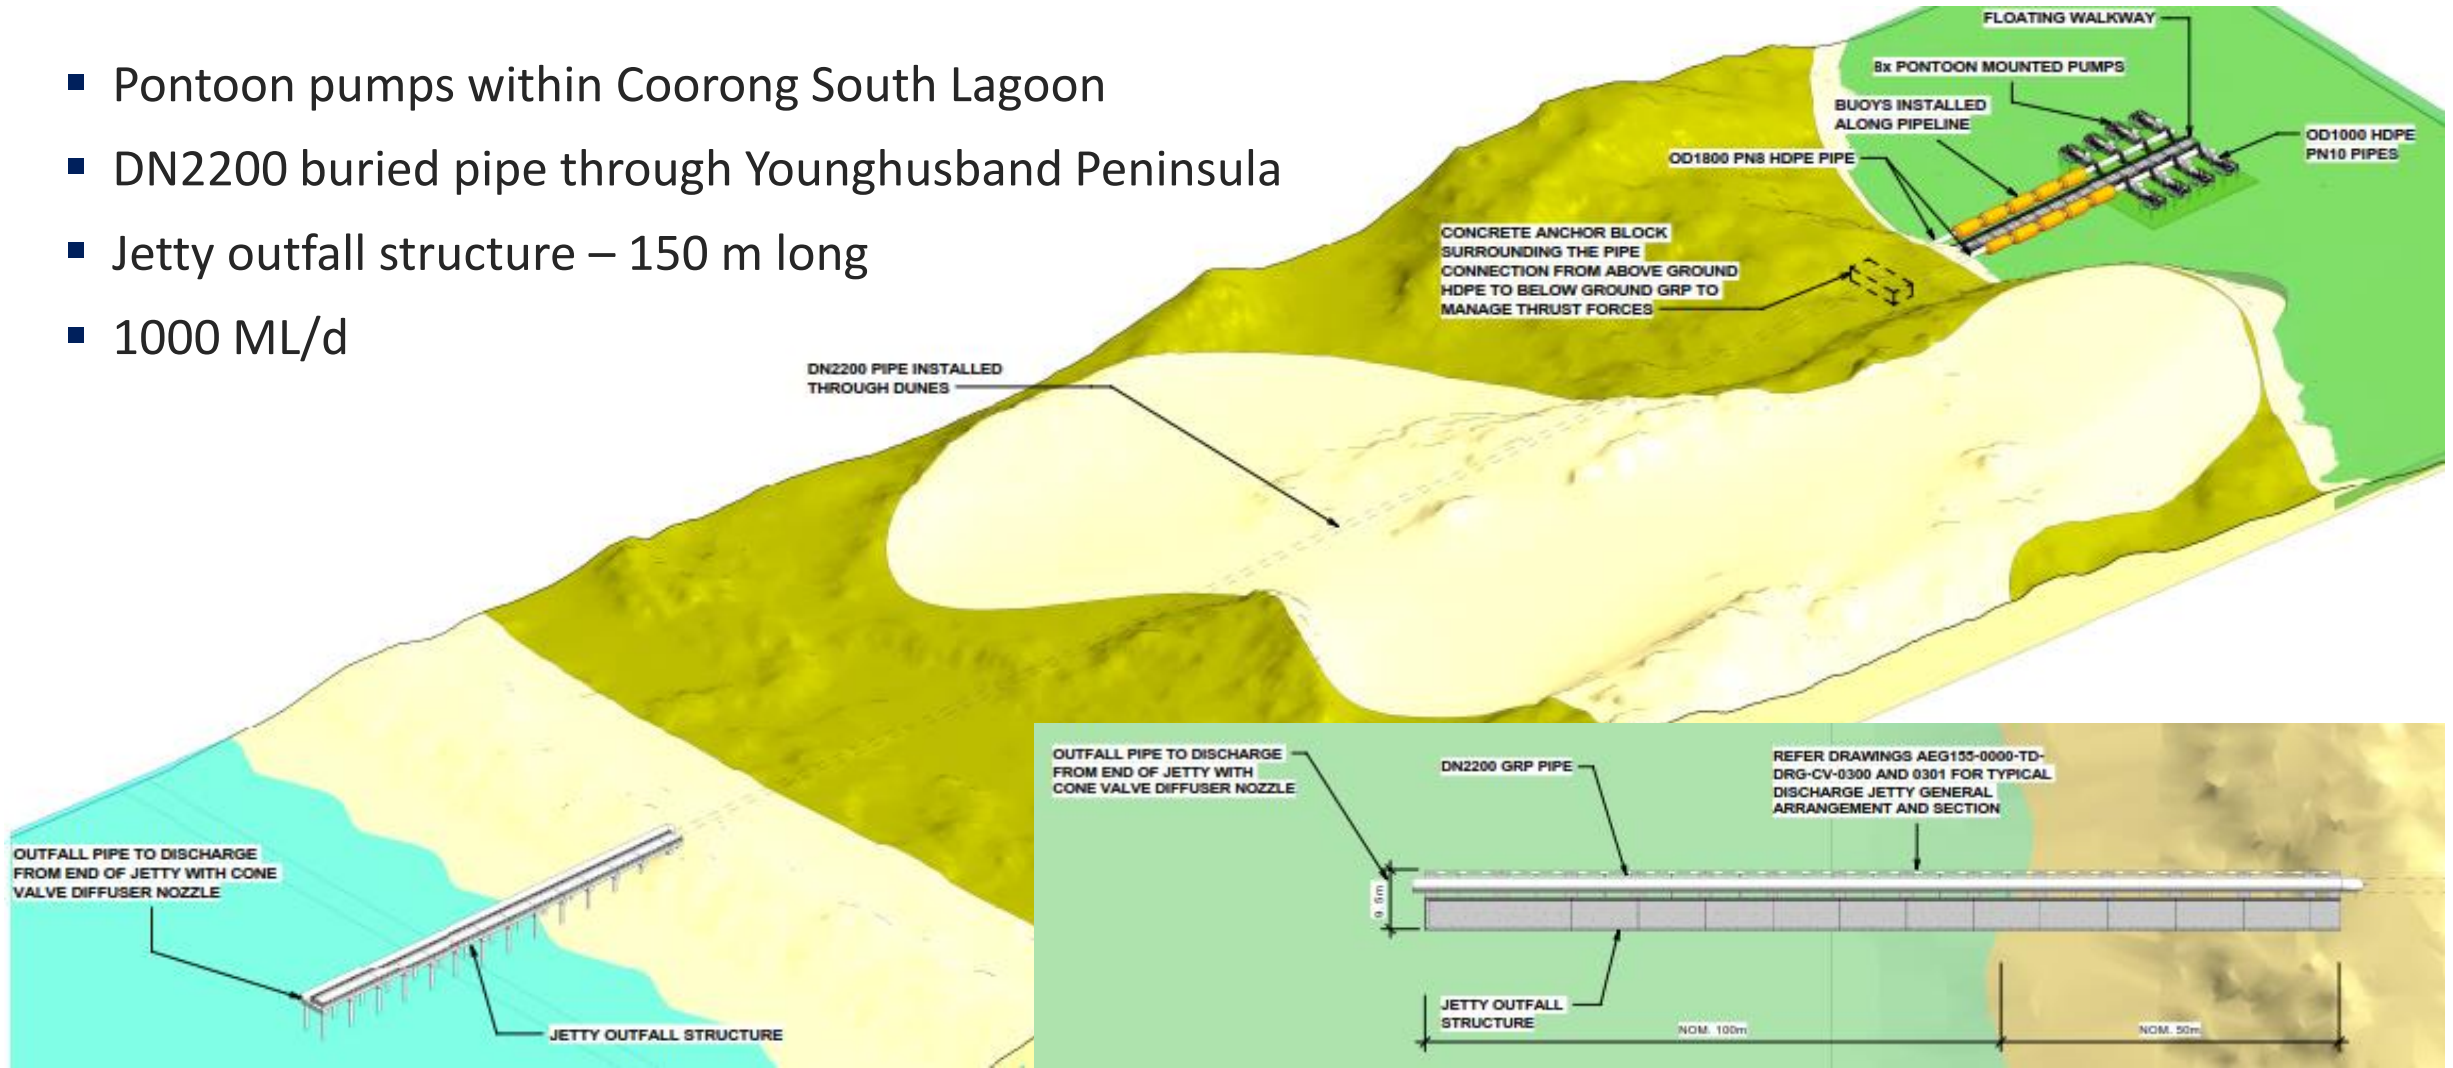 ▪ Pontoon pumps within Coorong South Lagoon
▪ DN2200 buried pipe through Younghusband Peninsula
▪ Jetty outfall structure – 150 m long
▪ 1000 ML/d
FLOATING WALKWAY
8x PONTOON MOUNTED PUMPS
BUOYS INSTALLED
ALONG PIPELINE
OD1000 HDPE
PN10 PIPES
OD1800 PN8 HDPE PIPE
CONCRETE ANCHOR BLOCK
SURROUNDING THE PIPE
CONNECTION FROM ABOVE GROUND
HDPE TO BELOW GROUND GRP TO
MANAGE THRUST FORCES
DN2200 PIPE INSTALLED
THROUGH DUNES
OUTFALL PIPE TO DISCHARGE
FROM END OF JETTY WITH CONE
VALVE DIFFUSER NOZZLE
JETTY OUTFALL STRUCTURE
OUTFALL PIPE TO DISCHARGE
FROM END OF JETTY WITH
CONE VALVE DIFFUSER NOZZLE
DN2200 GRP PIPE
REFER DRAWINGS AEG155-0000-TD-
DRG-CV-0300 AND 0301 FOR TYPICAL
DISCHARGE JETTY GENERAL
ARRANGEMENT AND SECTION
9.5m
JETTY OUTFALL
STRUCTURE
NOM. 100m
NOM. 50m